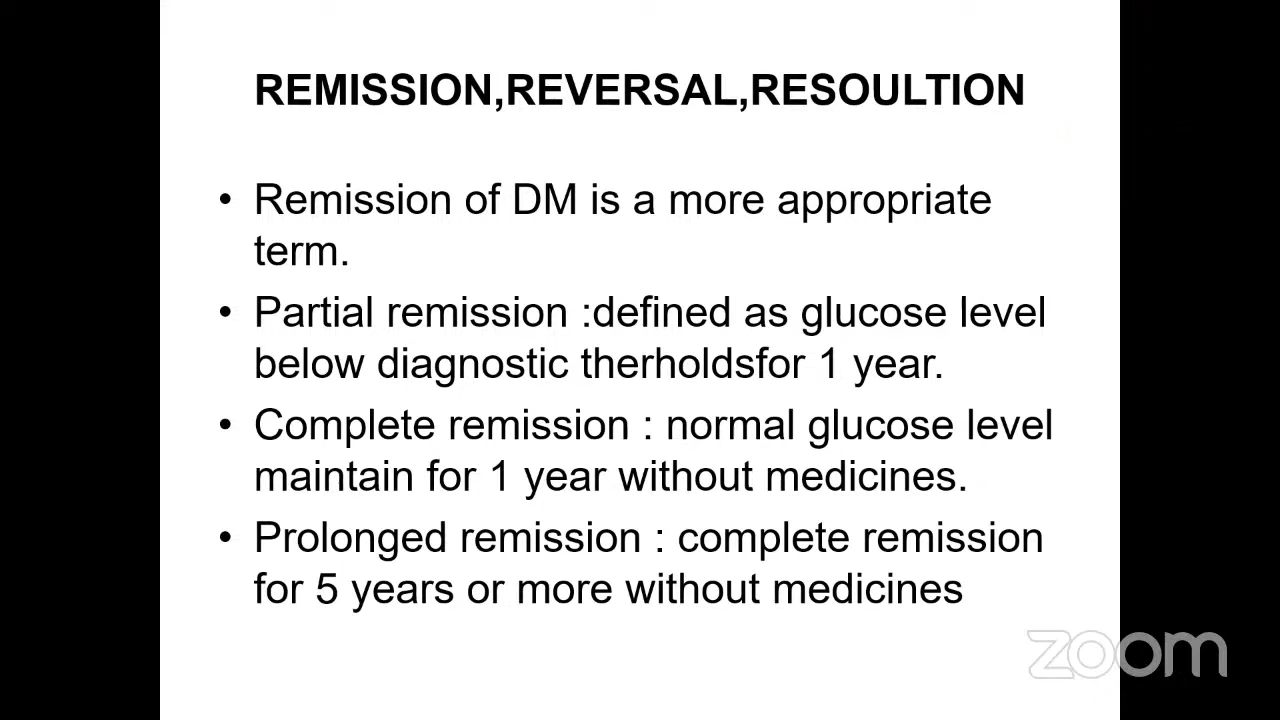 REMISSION,REVERSAL,RESOULTION
• Remission of DM is a more appropriate
term.
• Partial remission :defined as glucose level
below diagnostic therholdsfor 1 year.
• Complete remission : normal glucose level
maintain for 1 year without medicines.
• Prolonged remission : complete remission
for 5 years or more without medicines
zoom